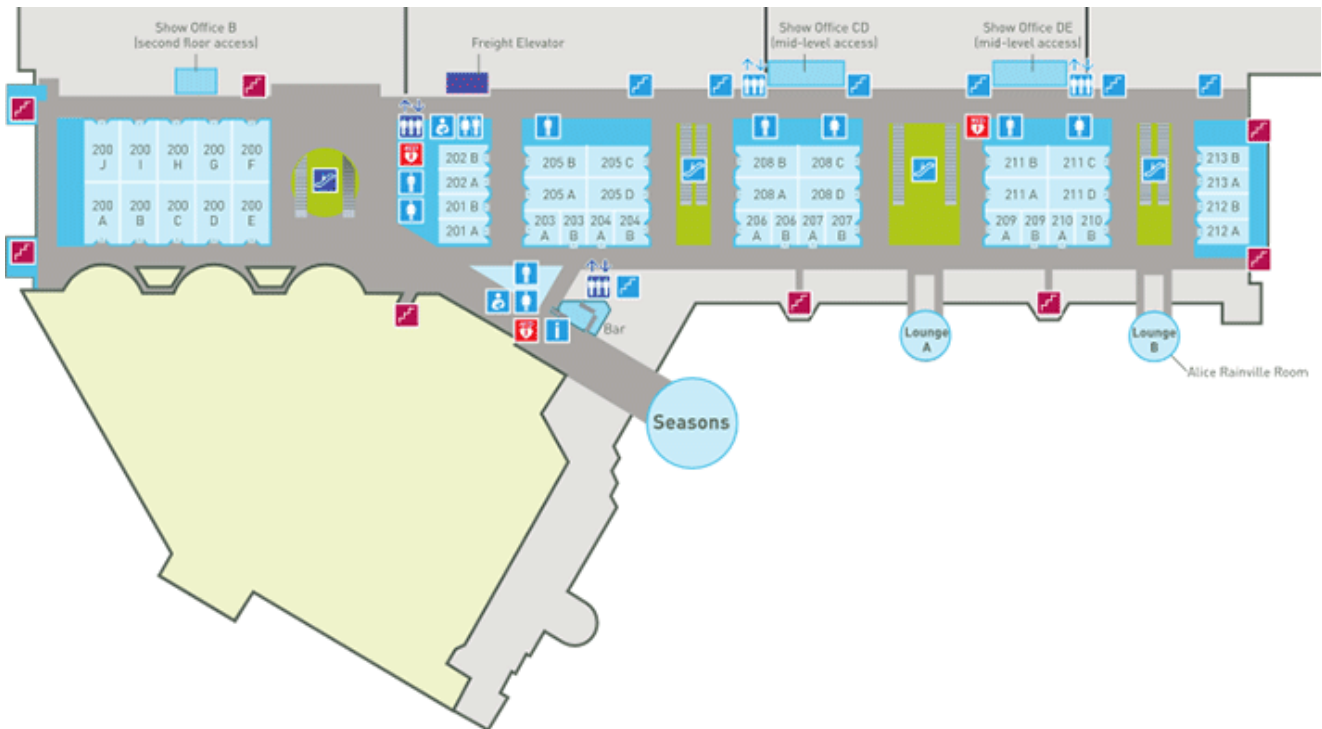 Show Office B
(second floor access)
Freight Elevator
Show Office CD
(mid-level access)
Show Office DE
(mid-level access)
200
J
200
I
200
H
200
G
200
F
200
A
200
B
200
C
200
D
200
E
202 B
202 A
201 B
201 A
205 B
205 C
205 A
205 D
203
A
203
B
204
A
204
B
208 B
208 C
208 A
208 D
206
A
206
B
207
A
207
B
211 B
211 C
211 A
211 D
209
A
209
B
210
A
210
B
213 B
213 A
212 B
212 A
Bar
Lounge
A
Lounge
B
Alice Rainville Room
Seasons